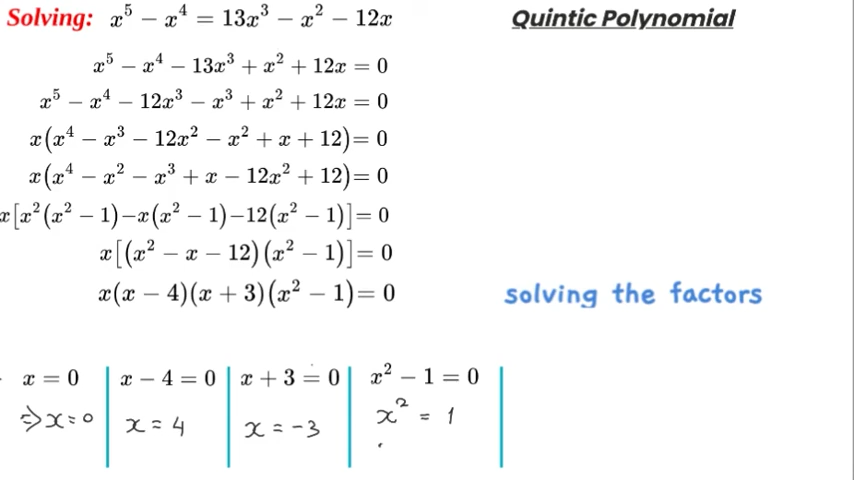 Solving: x⁵ − x⁴ = 13x³ − x² − 12x
Quintic Polynomial
x⁵ − x⁴ − 13x³ + x² + 12x = 0
x⁵ − x⁴ − 12x³ − x³ + x² + 12x = 0
x(x⁴ − x³ − 12x² − x² + x + 12)= 0
x(x⁴ − x² − x³ + x − 12x² + 12)= 0
x[x²(x² − 1)−x(x² − 1)−12(x² − 1)]= 0
x[(x² − x − 12)(x² − 1)]= 0
x(x − 4)(x + 3)(x² − 1)= 0
solving the factors
x = 0
⇒x=0
x − 4 = 0
x = 4
x + 3 = 0
x = -3
x² − 1 = 0
x² = 1